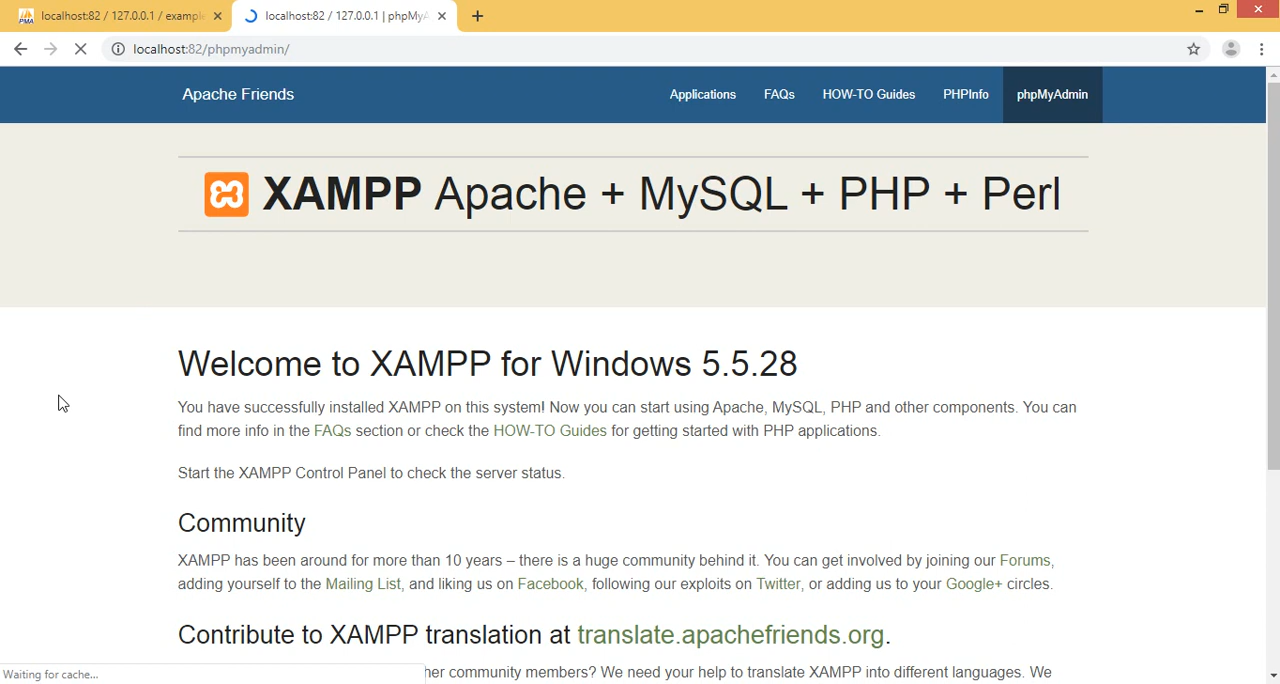 localhost:82 / 127.0.0.1 / exampl
localhost:82 / 127.0.0.1 | phpMyA
localhost:82/phpmyadmin/
Apache Friends
Applications
FAQs
HOW-TO Guides
PHPInfo
phpMyAdmin
XAMPP Apache + MySQL + PHP + Perl
Welcome to XAMPP for Windows 5.5.28
You have successfully installed XAMPP on this system! Now you can start using Apache, MySQL, PHP and other components. You can
find more info in the FAQs section or check the HOW-TO Guides for getting started with PHP applications.
Start the XAMPP Control Panel to check the server status.
Community
XAMPP has been around for more than 10 years – there is a huge community behind it. You can get involved by joining our Forums,
adding yourself to the Mailing List, and liking us on Facebook, following our exploits on Twitter, or adding us to your Google+ circles.
Contribute to XAMPP translation at translate.apachefriends.org.
her community members? We need your help to translate XAMPP into different languages. We
Waiting for cache...